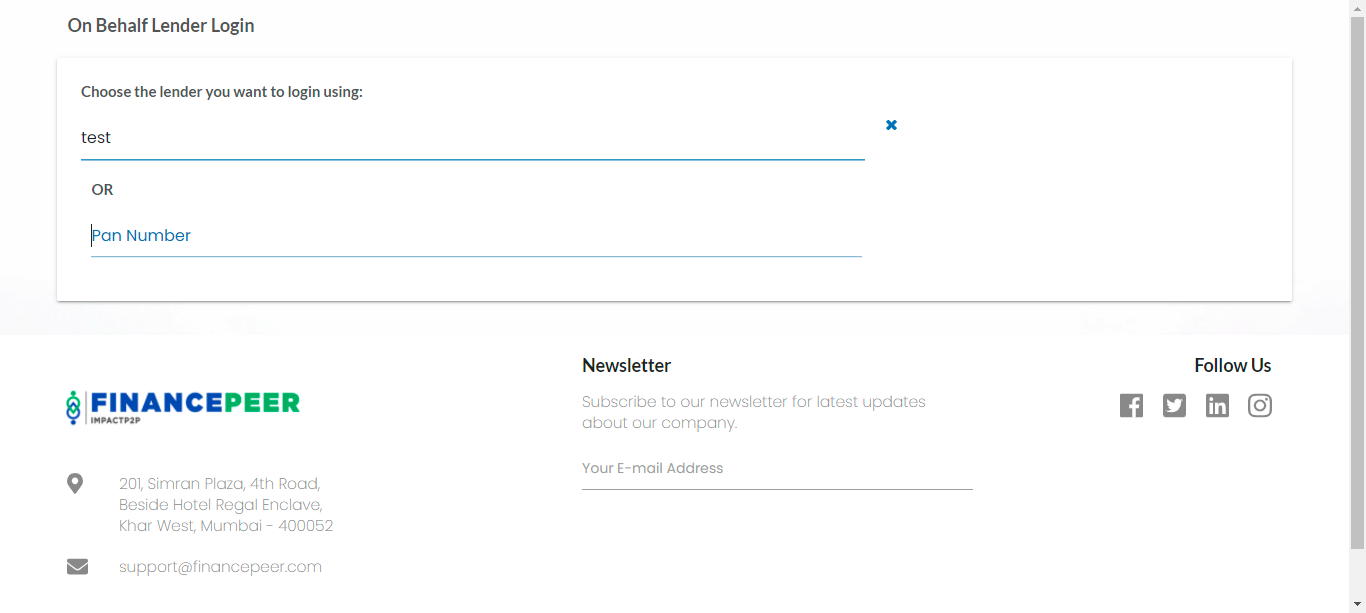 On Behalf Lender Login
Choose the lender you want to login using:
test
OR
Pan Number
FINANCEPEER
IMPACTP2P
201, Simran Plaza, 4th Road,
Beside Hotel Regal Enclave,
Khar West, Mumbai - 400052
support@financepeer.com
Newsletter
Subscribe to our newsletter for latest updates
about our company.
Your E-mail Address
Follow Us